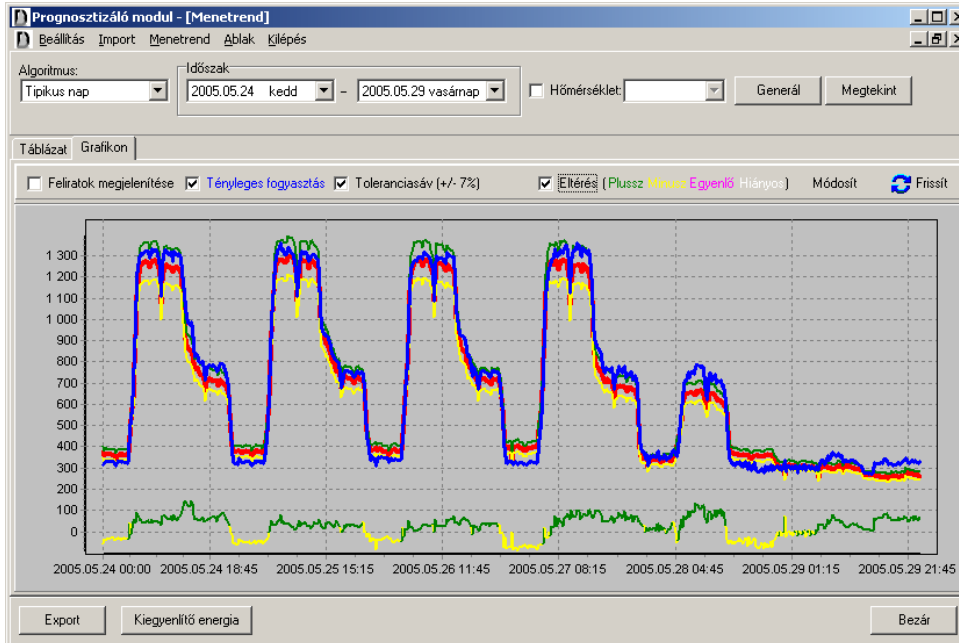 Prognosztizáló modul - [Menetrend]
Beállítás Import Menetrend Ablak Kilépés
Algoritmus:
Tipikus nap
Időszak
2005.05.24 kedd - 2005.05.29 vasárnap
Hőmérséklet:
Generál Megtekint
Táblázat Grafikon
Feliratok megjelenítése Tényleges fogyasztás Toleranciasáv (+/- 7%) Eltérés (Plussz Minusz Egyenlő Hiányos) Módosít Frissít
1 300
1 200
1 100
1 000
900
800
700
600
500
400
300
200
100
0
2005.05.24 00:00 2005.05.24 18:45 2005.05.25 15:15 2005.05.26 11:45 2005.05.27 08:15 2005.05.28 04:45 2005.05.29 01:15 2005.05.29 21:45
Export Kiegyenlítő energia Bezár